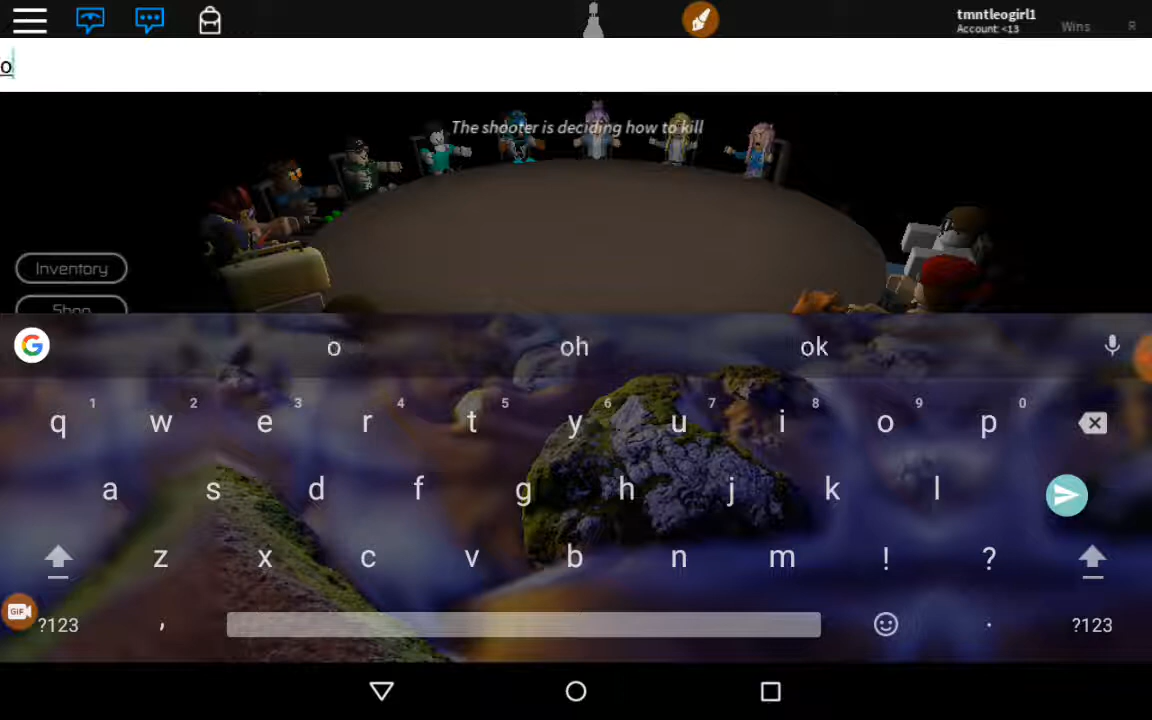 tmntleogirl1
Account: <13
Wins
R
o
The shooter is deciding how to kill
Inventory
Shop
G
o oh ok
1 2 3 4 5 6 7 8 9 0
q w e r t y u i o p
a s d f g h j k l
z x c v b n m ! ?
GIF
?123 , . ?123